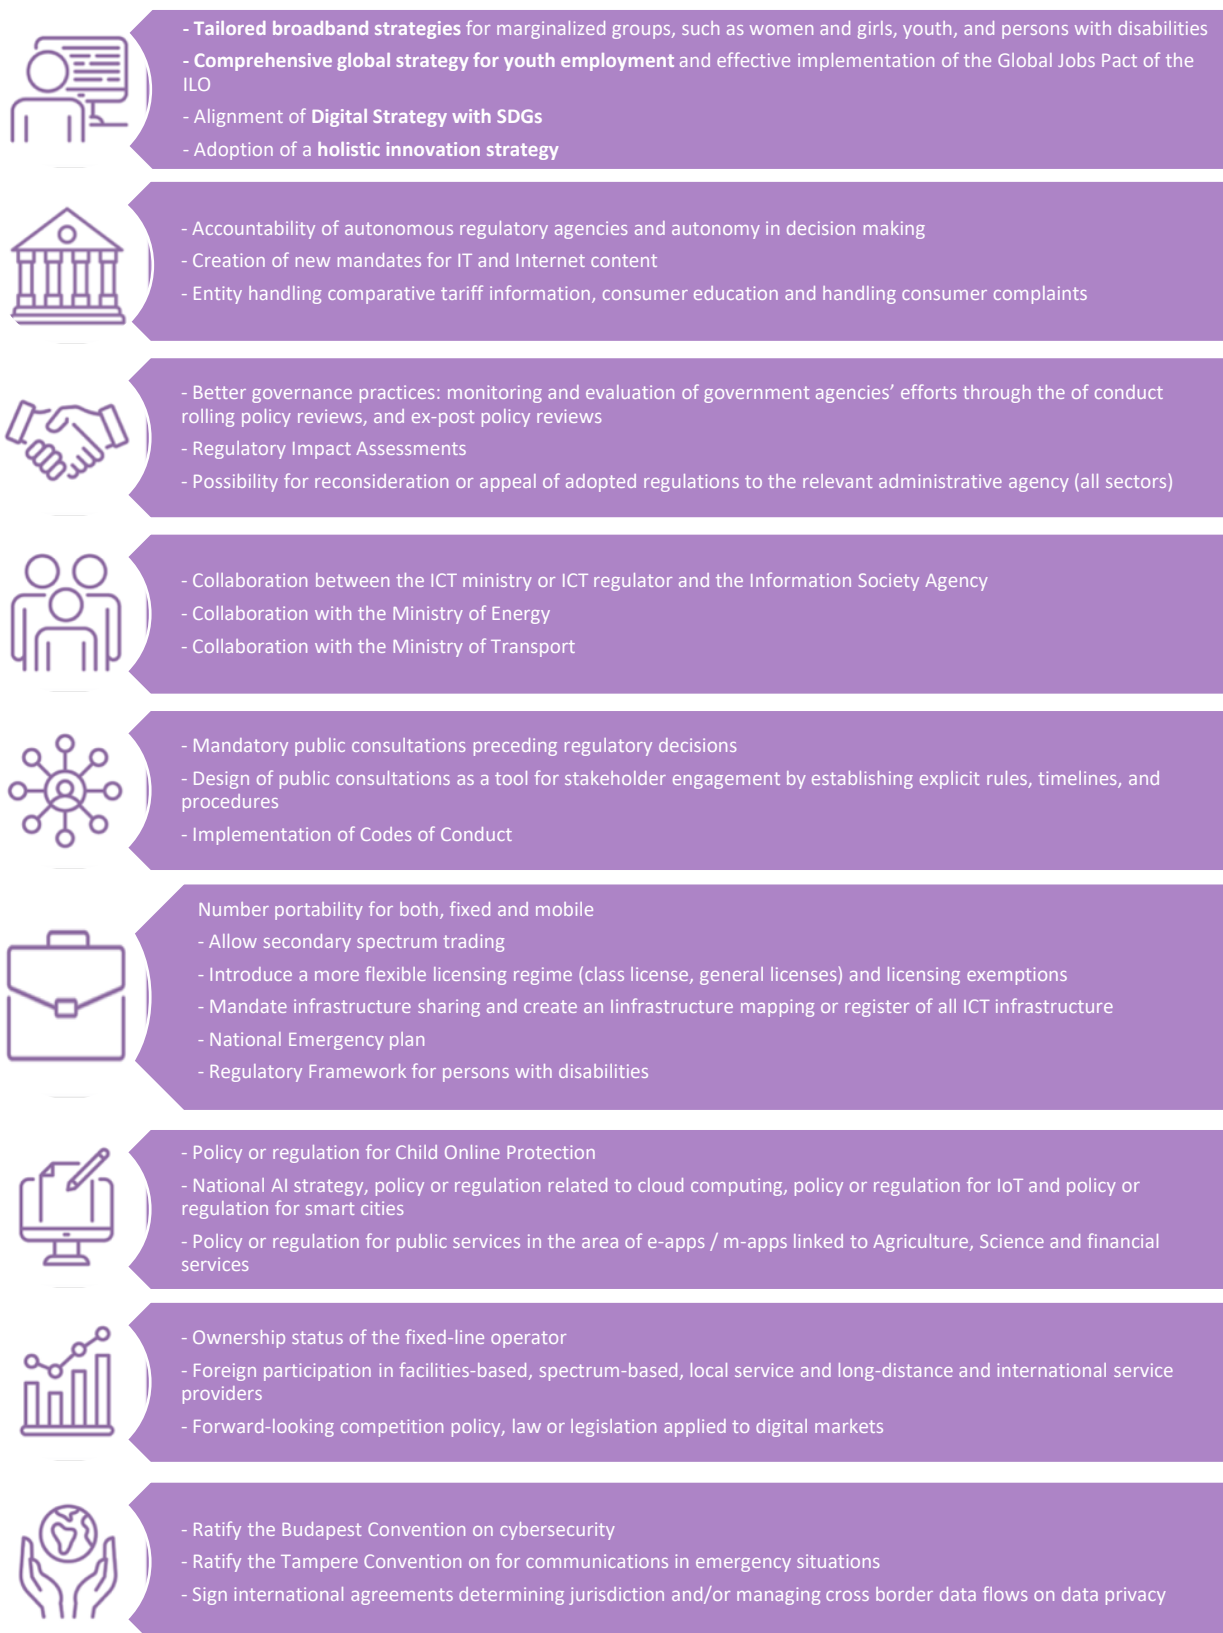 - Tailored broadband strategies for marginalized groups, such as women and girls, youth, and persons with disabilities
- Comprehensive global strategy for youth employment and effective implementation of the Global Jobs Pact of the
ILO
- Alignment of Digital Strategy with SDGs
- Adoption of a holistic innovation strategy
- Accountability of autonomous regulatory agencies and autonomy in decision making
- Creation of new mandates for IT and Internet content
- Entity handling comparative tariff information, consumer education and handling consumer complaints
- Better governance practices: monitoring and evaluation of government agencies’ efforts through the of conduct
rolling policy reviews, and ex-post policy reviews
- Regulatory Impact Assessments
- Possibility for reconsideration or appeal of adopted regulations to the relevant administrative agency (all sectors)
- Collaboration between the ICT ministry or ICT regulator and the Information Society Agency
- Collaboration with the Ministry of Energy
- Collaboration with the Ministry of Transport
- Mandatory public consultations preceding regulatory decisions
- Design of public consultations as a tool for stakeholder engagement by establishing explicit rules, timelines, and
procedures
- Implementation of Codes of Conduct
Number portability for both, fixed and mobile
- Allow secondary spectrum trading
- Introduce a more flexible licensing regime (class license, general licenses) and licensing exemptions
- Mandate infrastructure sharing and create an Iinfrastructure mapping or register of all ICT infrastructure
- National Emergency plan
- Regulatory Framework for persons with disabilities
- Policy or regulation for Child Online Protection
- National AI strategy, policy or regulation related to cloud computing, policy or regulation for IoT and policy or
regulation for smart cities
- Policy or regulation for public services in the area of e-apps / m-apps linked to Agriculture, Science and financial
services
- Ownership status of the fixed-line operator
- Foreign participation in facilities-based, spectrum-based, local service and long-distance and international service
providers
- Forward-looking competition policy, law or legislation applied to digital markets
- Ratify the Budapest Convention on cybersecurity
- Ratify the Tampere Convention on for communications in emergency situations
- Sign international agreements determining jurisdiction and/or managing cross border data flows on data privacy